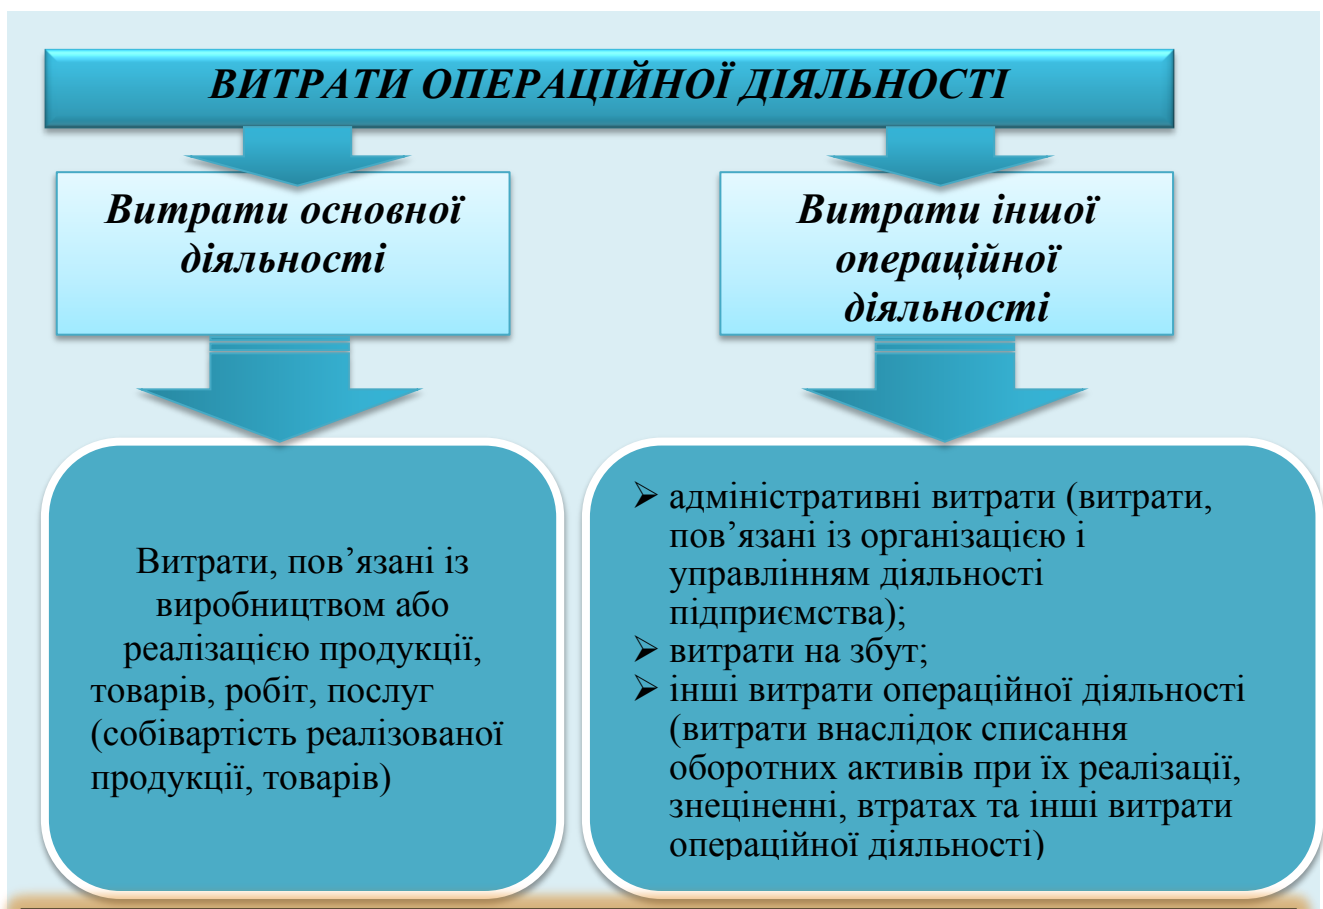 ВИТРАТИ ОПЕРАЦІЙНОЇ ДІЯЛЬНОСТІ
Витрати основної
діяльності
Витрати іншої
операційної
діяльності
Витрати, пов’язані із
виробництвом або
реалізацією продукції,
товарів, робіт, послуг
(собівартість реалізованої
продукції, товарів)
➢ адміністративні витрати (витрати,
пов’язані із організацією і
управлінням діяльності
підприємства);
➢ витрати на збут;
➢ інші витрати операційної діяльності
(витрати внаслідок списання
оборотних активів при їх реалізації,
знеціненні, втратах та інші витрати
операційної діяльності)